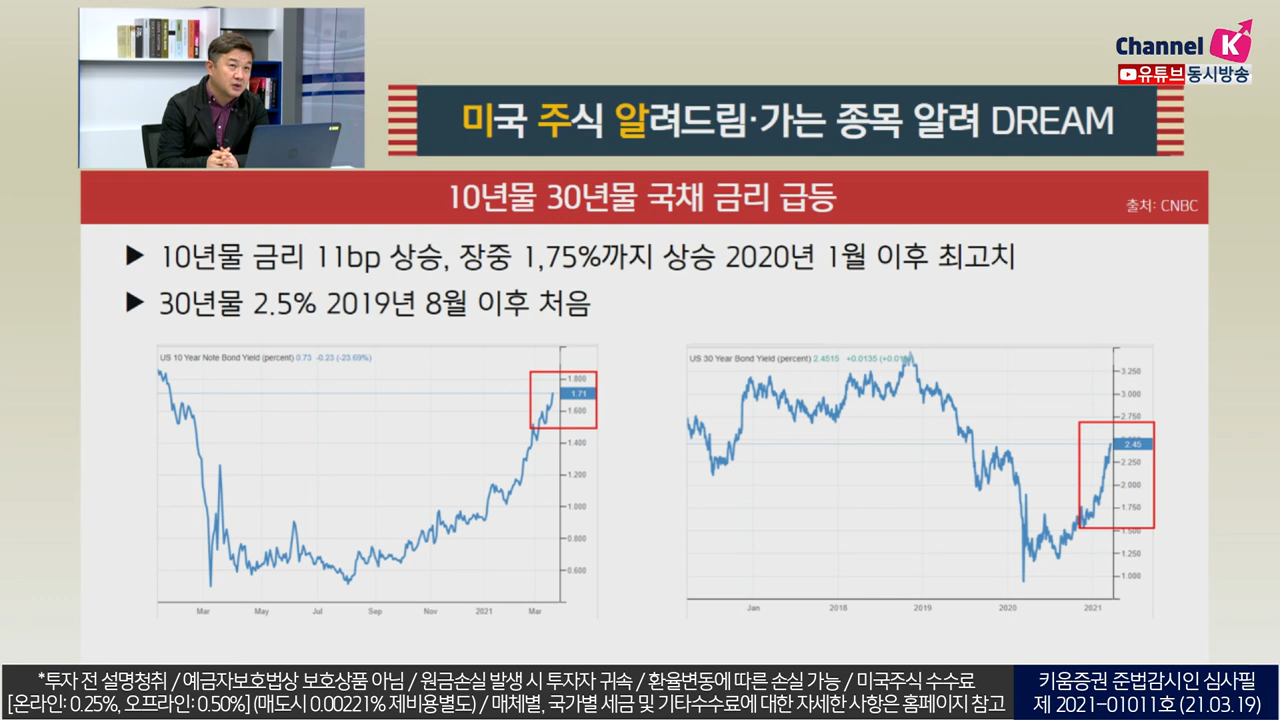 Channel K
유튜브 동시방송
미국 주식 알려드림·가는 종목 알려 DREAM
10년물 30년물 국채 금리 급등
출처: CNBC
▶ 10년물 금리 11bp 상승, 장중 1,75%까지 상승 2020년 1월 이후 최고치
▶ 30년물 2.5% 2019년 8월 이후 처음
US 10 Year Note Bond Yield (percent) 0.73 -0.23 (-23.69%)
1.800
1.71
1.600
1.400
1.200
1.000
0.800
0.600
Mar May Jul Sep Nov 2021 Mar
US 30 Year Bond Yield (percent) 2.4515 +0.0135
3.250
3.000
2.750
2.45
2.250
2.000
1.750
1.500
1.250
1.000
Jan 2018 2019 2020 2021
*투자 전 설명청취 / 예금자보호법상 보호상품 아님 / 원금손실 발생 시 투자자 귀속 / 환율변동에 따른 손실 가능 / 미국주식 수수료
[온라인: 0.25%, 오프라인: 0.50%] (매도시 0.00221% 제비용별도) / 매체별, 국가별 세금 및 기타수수료에 대한 자세한 사항은 홈페이지 참고
키움증권 준법감시인 심사필
제 2021-01011호 (21.03.19)